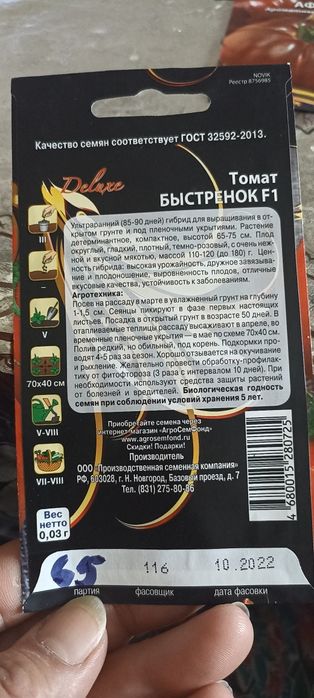 NOVIK
Реестр 8756985
Качество семян соответствует ГОСТ 32592-2013.
Deluxe
Томат
БЫСТРЕНОК F1
Ультраранний (85-90 дней) гибрид для выращивания в от-
крытом грунте и под пленочными укрытиями. Растение
детерминантное, компактное, высотой 65-75 см. Плод
округлый, гладкий, плотный, темно-розовый, с очень неж-
ной и вкусной мякотью, массой 110-120 (до 180) г. Цен-
ность гибрида: высокая урожайность, дружное завязыва-
ние и плодоношение, выровненность плодов, отличные
вкусовые качества, устойчивость к заболеваниям.
Агротехника:
Посев на рассаду в марте в увлажненный грунт на глубину
1-1,5 см. Сеянцы пикируют в фазе первых настоящих
листьев. Посадка в открытый грунт в возрасте 50 дней. В
отапливаемые теплицы рассаду высаживают в апреле, во
временные пленочные укрытия — в мае по схеме 70х40 см.
Полив редкий, но обильный, под корень. Подкормки про-
водят 4-5 раз за сезон. Хорошо отзывается на окучивание
и рыхление. Желательно провести обработку-профилак-
тику от фитофтороза (3 раза с интервалом 10 дней). При
необходимости используют средства защиты растений
от болезней и вредителей. Биологическая годность
семян при соблюдении условий хранения 5 лет.
III
–
V
70х40 см
V-VIII
VII-VIII
Приобретайте семена через
интернет-магазин «АгроСемФонд»
www.agrosemfond.ru
Скидки! Подарки!
Производитель
ООО "Производственная семенная компания"
РФ, 603028, г. Н. Новгород, Базовый проезд, д. 7
Тел. (831) 275-80-86
4 680015 280725
Вес
нетто
0,03 г
65
116
10.2022
партия
фасовщик
дата фасовки